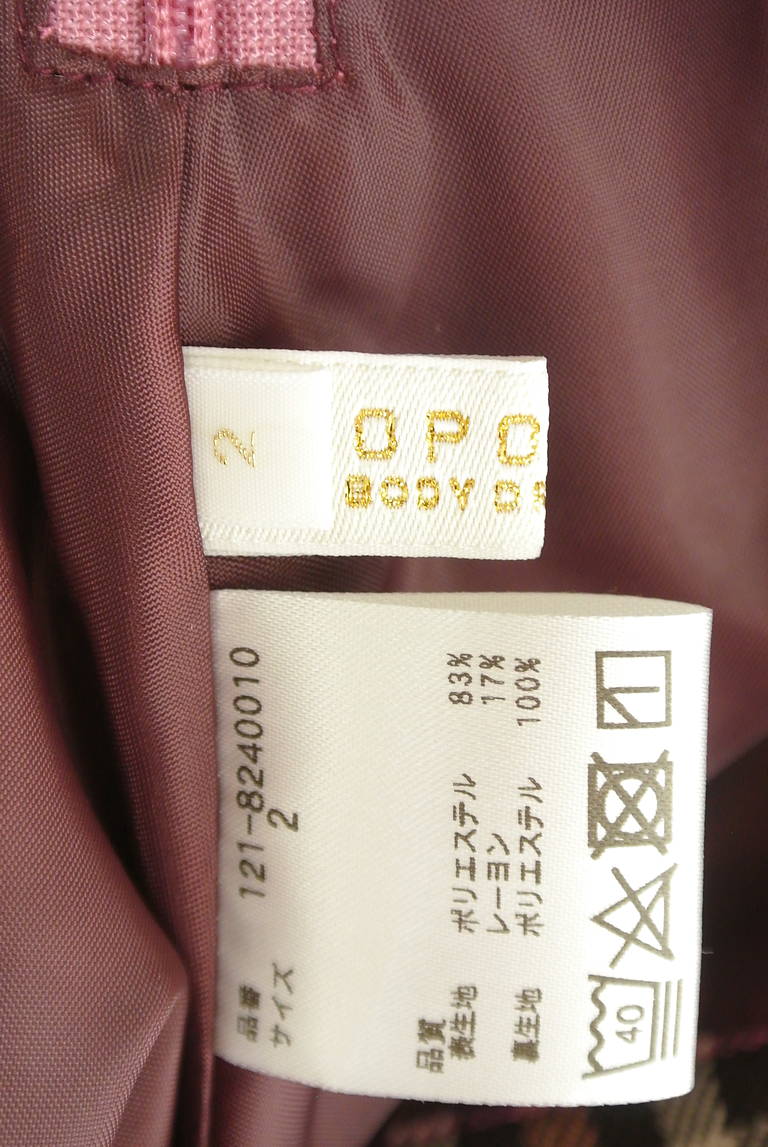 2
OPO
BODY D
品番 121-8240010
サイズ 2
品質
表生地 ポリエステル 83%
レーヨン 17%
裏生地 ポリエステル 100%
40